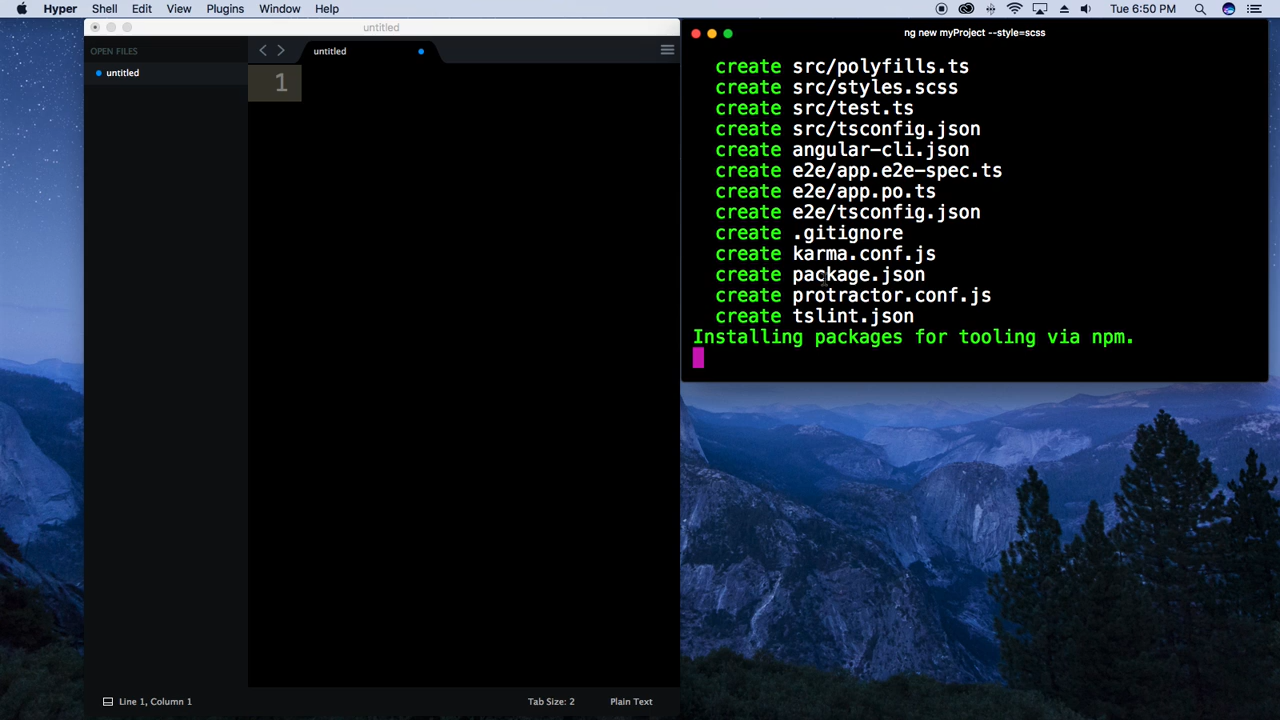 Hyper Shell Edit View Plugins Window Help Tue 6:50 PM
untitled
OPEN FILES
untitled
untitled
1
Line 1, Column 1 Tab Size: 2 Plain Text
ng new myProject --style=scss
create src/polyfills.ts
create src/styles.scss
create src/test.ts
create src/tsconfig.json
create angular-cli.json
create e2e/app.e2e-spec.ts
create e2e/app.po.ts
create e2e/tsconfig.json
create .gitignore
create karma.conf.js
create package.json
create protractor.conf.js
create tslint.json
Installing packages for tooling via npm.